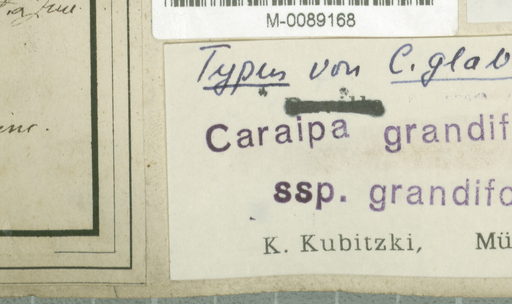 M-0089168
Typus von C. glab
Caraipa grandif
ssp. grandifo
K. Kubitzki, Mü